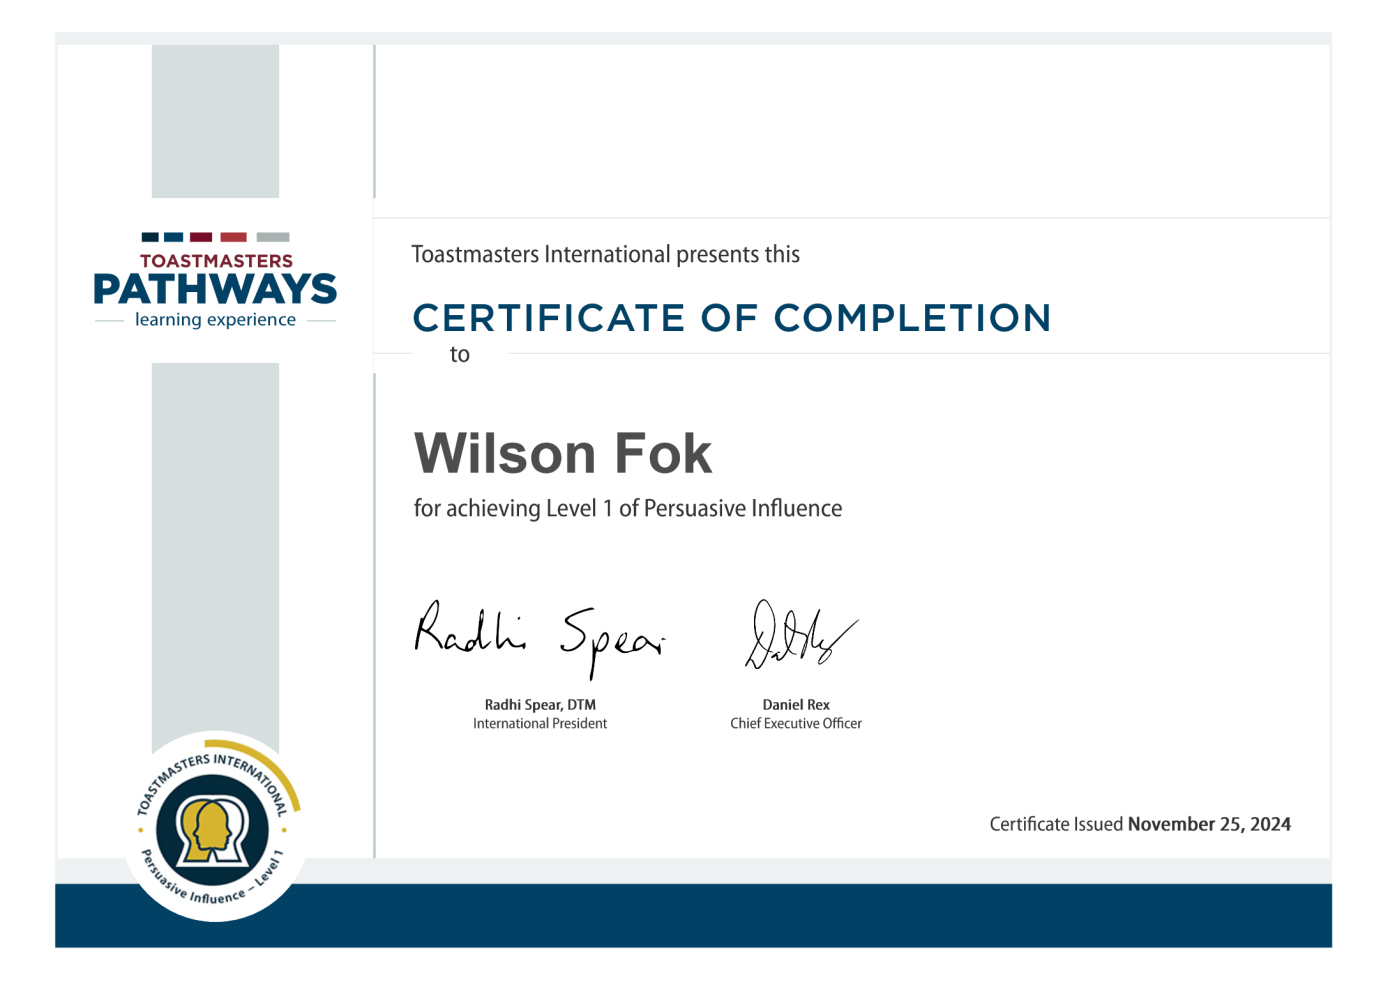 TOASTMASTERS
PATHWAYS
learning experience
Toastmasters International presents this
CERTIFICATE OF COMPLETION
to
Wilson Fok
for achieving Level 1 of Persuasive Influence
Radhi Spear
Radhi Spear, DTM
International President
Daniel Rex
Chief Executive Officer
TOASTMASTERS INTERNATIONAL
Persuasive Influence – Level 1
Certificate Issued November 25, 2024